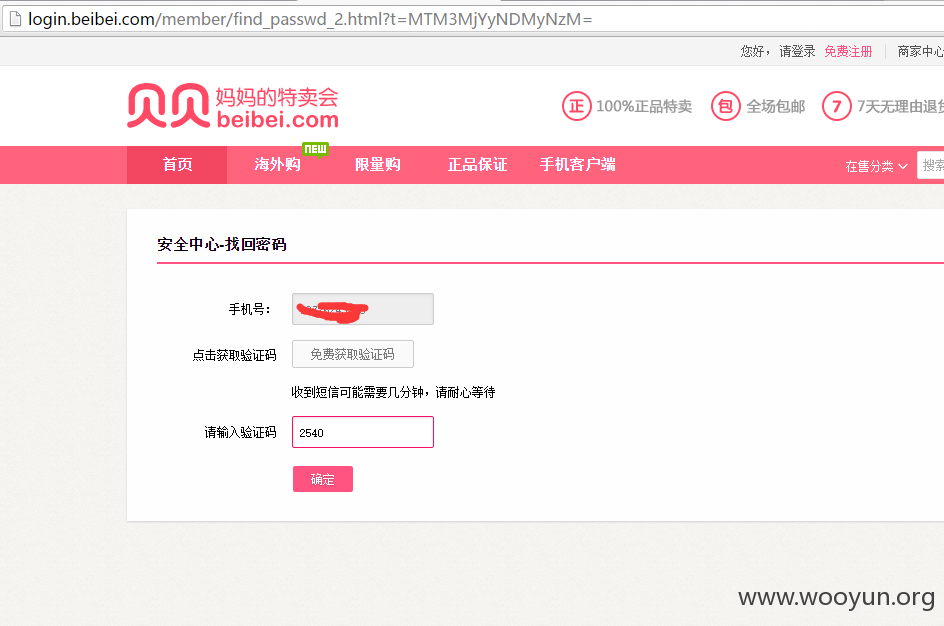 login.beibei.com/member/find_passwd_2.html?t=MTM3MjYyNDMyNzM=
您好，请登录 免费注册 商家中心
贝贝 妈妈的特卖会
beibei.com
正 100%正品特卖 包 全场包邮 7 7天无理由退货
NEW
首页 海外购 限量购 正品保证 手机客户端 在售分类 搜索
安全中心-找回密码
手机号：
点击获取验证码 免费获取验证码
收到短信可能需要几分钟，请耐心等待
请输入验证码 2540
确定
www.wooyun.org